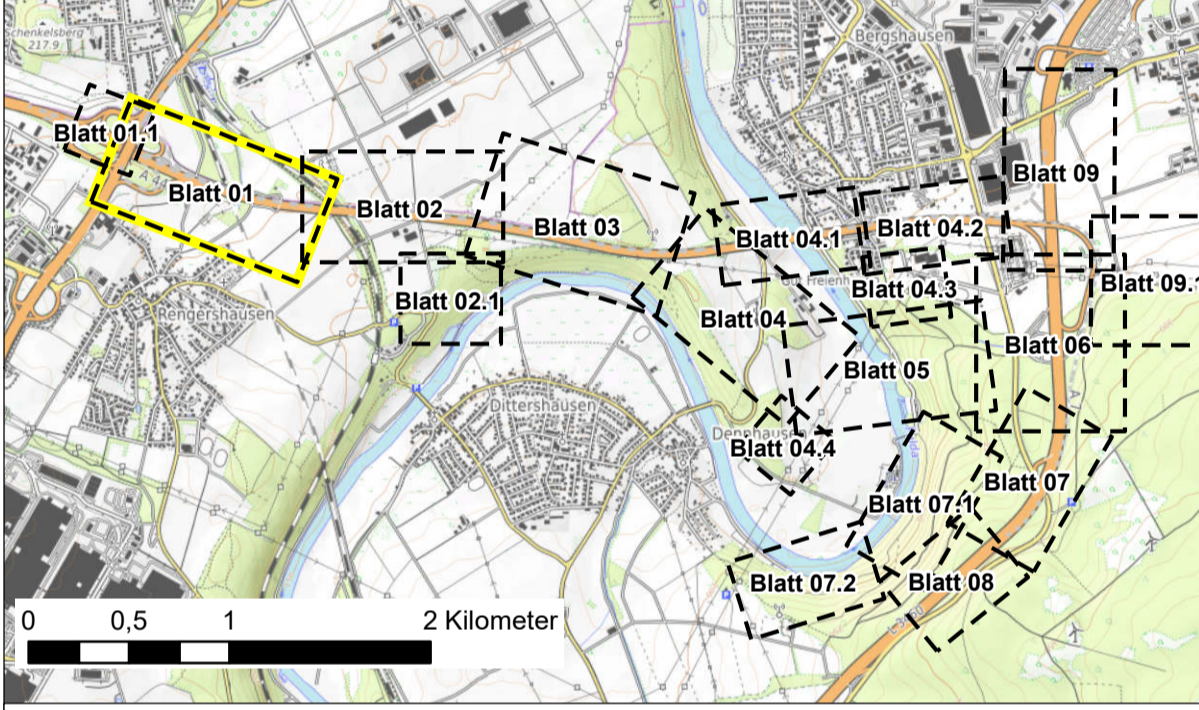 Schenkelsberg
217.9
Bergshausen
Blatt 01.1
A 44
Blatt 01
Blatt 02
Blatt 03
Blatt 04.1
Blatt 04.2
Blatt 09
Blatt 02.1
Blatt 04.3
Blatt 09.1
Rengershausen
Blatt 04
Blatt 06
Blatt 05
Dittershausen
Dennhausen
Blatt 04.4
Blatt 07
Blatt 07.1
Blatt 07.2
Blatt 08
0 0,5 1 2 Kilometer